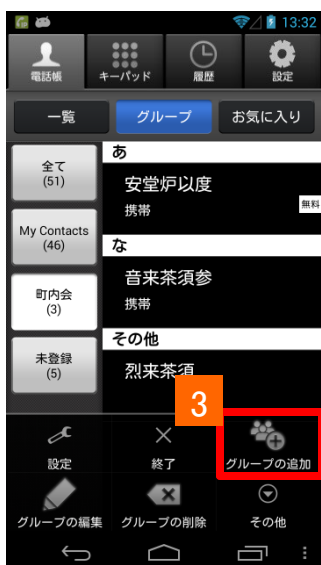 13:32
電話帳
キーパッド
履歴
設定
一覧
グループ
お気に入り
全て
(51)
My Contacts
(46)
町内会
(3)
未登録
(5)
あ
安堂炉以度
携帯
無料
な
音来茶須参
携帯
その他
烈来茶須
3
設定
終了
グループの追加
グループの編集
グループの削除
その他